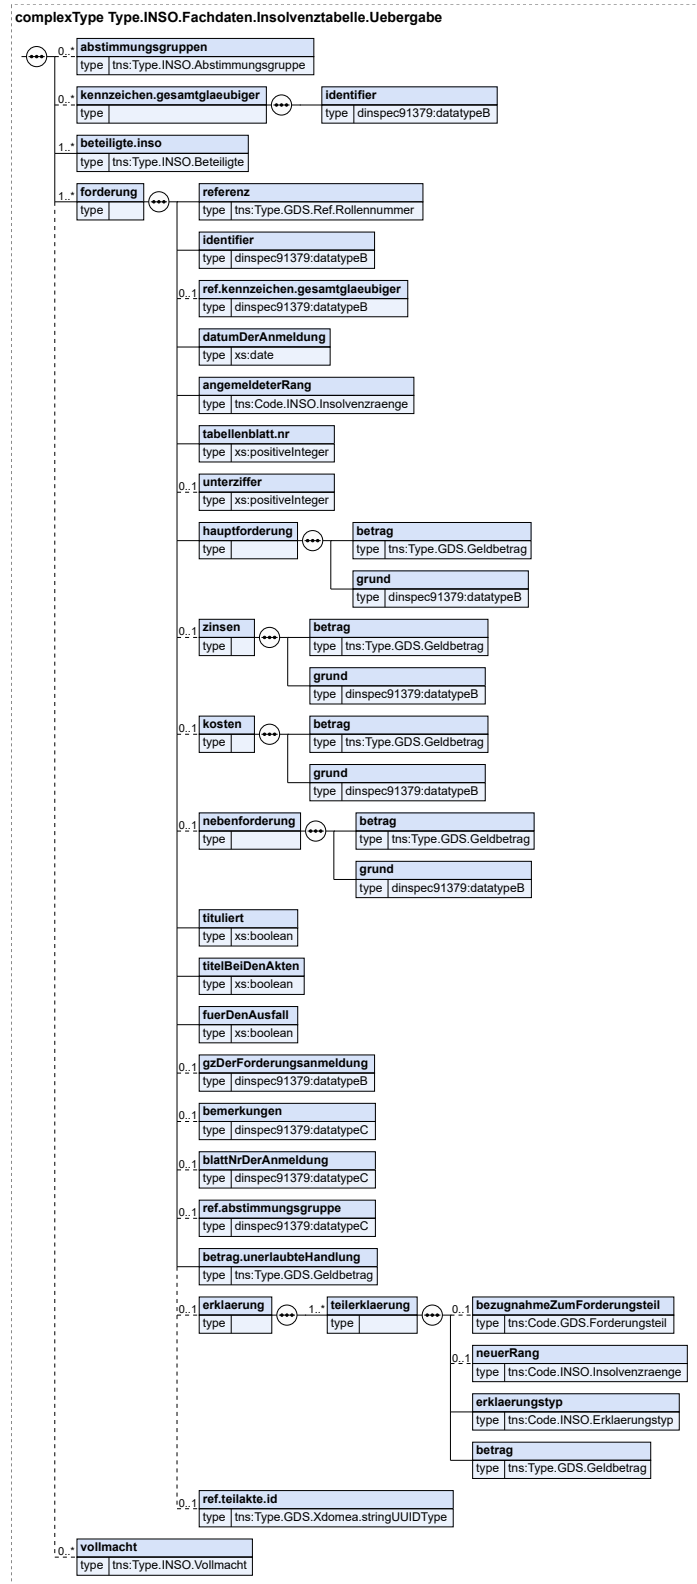 complexType Type.INSO.Fachdaten.Insolvenztabelle.Uebergabe
0..* abstimmungsgruppen
type tns:Type.INSO.Abstimmungsgruppe
0..* kennzeichen.gesamtglaeubiger identifier
type type dinspec91379:datatypeB
1..* beteiligte.inso
type tns:Type.INSO.Beteiligte
1..* forderung referenz
type type tns:Type.GDS.Ref.Rollennummer
identifier
type dinspec91379:datatypeB
0..1 ref.kennzeichen.gesamtglaeubiger
type dinspec91379:datatypeB
datumDerAnmeldung
type xs:date
angemeldeterRang
type tns:Code.INSO.Insolvenzraenge
tabellenblatt.nr
type xs:positiveInteger
0..1 unterziffer
type xs:positiveInteger
hauptforderung betrag
type type tns:Type.GDS.Geldbetrag
grund
type dinspec91379:datatypeB
0..1 zinsen betrag
type type tns:Type.GDS.Geldbetrag
grund
type dinspec91379:datatypeB
0..1 kosten betrag
type type tns:Type.GDS.Geldbetrag
grund
type dinspec91379:datatypeB
0..1 nebenforderung betrag
type type tns:Type.GDS.Geldbetrag
grund
type dinspec91379:datatypeB
tituliert
type xs:boolean
titelBeiDenAkten
type xs:boolean
fuerDenAusfall
type xs:boolean
0..1 gzDerForderungsanmeldung
type dinspec91379:datatypeB
0..1 bemerkungen
type dinspec91379:datatypeC
0..1 blattNrDerAnmeldung
type dinspec91379:datatypeC
0..1 ref.abstimmungsgruppe
type dinspec91379:datatypeC
betrag.unerlaubteHandlung
type tns:Type.GDS.Geldbetrag
0..1 erklaerung 1..* teilerklaerung 0..1 bezugnahmeZumForderungsteil
type type type tns:Code.GDS.Forderungsteil
0..1 neuerRang
type tns:Code.INSO.Insolvenzraenge
erklaerungstyp
type tns:Code.INSO.Erklaerungstyp
betrag
type tns:Type.GDS.Geldbetrag
0..1 ref.teilakte.id
type tns:Type.GDS.Xdomea.stringUUIDType
0..* vollmacht
type tns:Type.INSO.Vollmacht